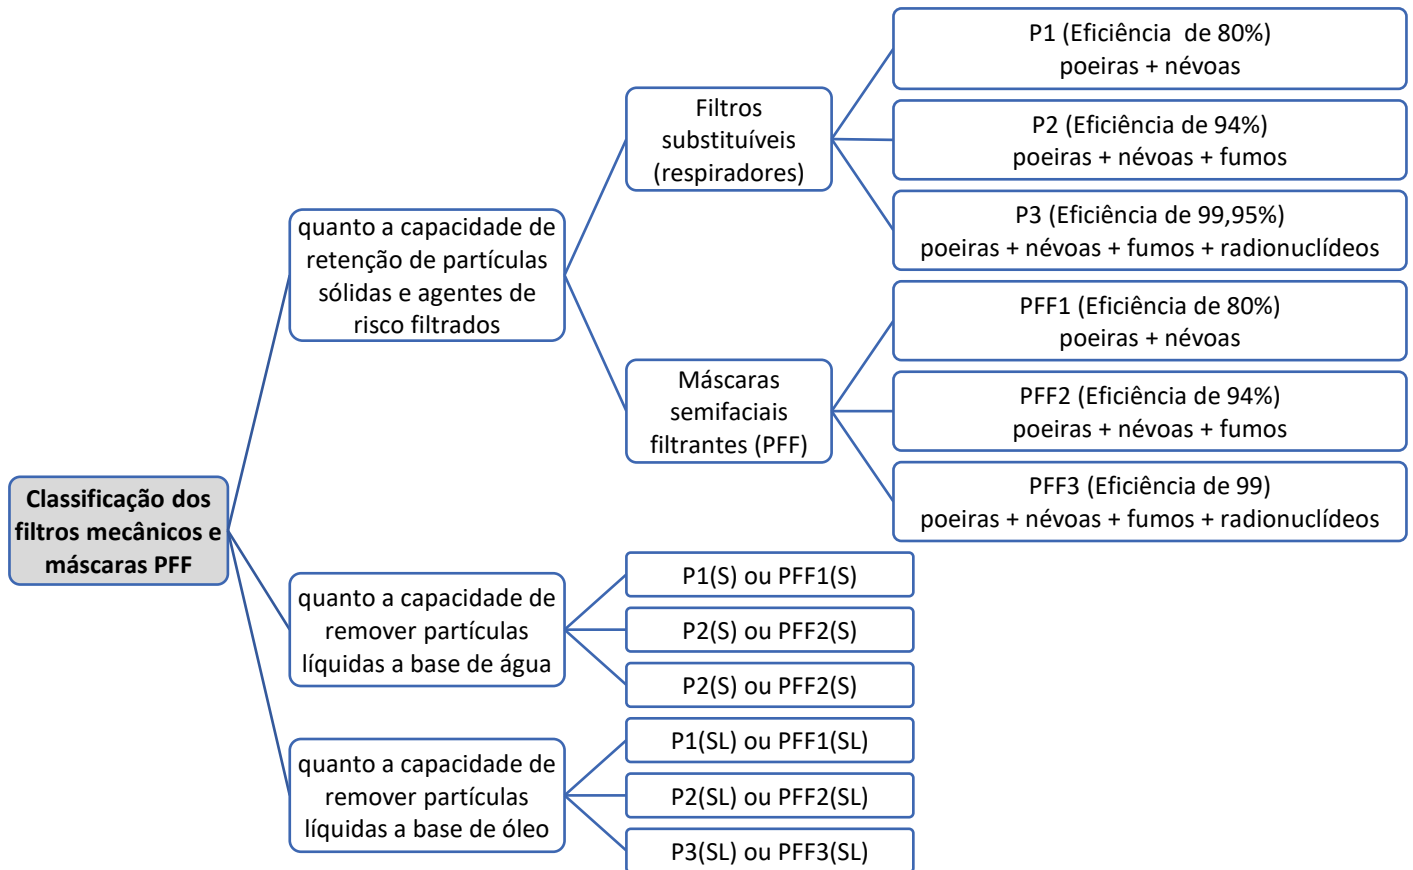 Classificação dos
filtros mecânicos e
máscaras PFF
quanto a capacidade de
retenção de partículas
sólidas e agentes de
risco filtrados
Filtros
substituíveis
(respiradores)
P1 (Eficiência de 80%)
poeiras + névoas
P2 (Eficiência de 94%)
poeiras + névoas + fumos
P3 (Eficiência de 99,95%)
poeiras + névoas + fumos + radionuclídeos
Máscaras
semifaciais
filtrantes (PFF)
PFF1 (Eficiência de 80%)
poeiras + névoas
PFF2 (Eficiência de 94%)
poeiras + névoas + fumos
PFF3 (Eficiência de 99)
poeiras + névoas + fumos + radionuclídeos
quanto a capacidade de
remover partículas
líquidas a base de água
P1(S) ou PFF1(S)
P2(S) ou PFF2(S)
P2(S) ou PFF2(S)
quanto a capacidade de
remover partículas
líquidas a base de óleo
P1(SL) ou PFF1(SL)
P2(SL) ou PFF2(SL)
P3(SL) ou PFF3(SL)